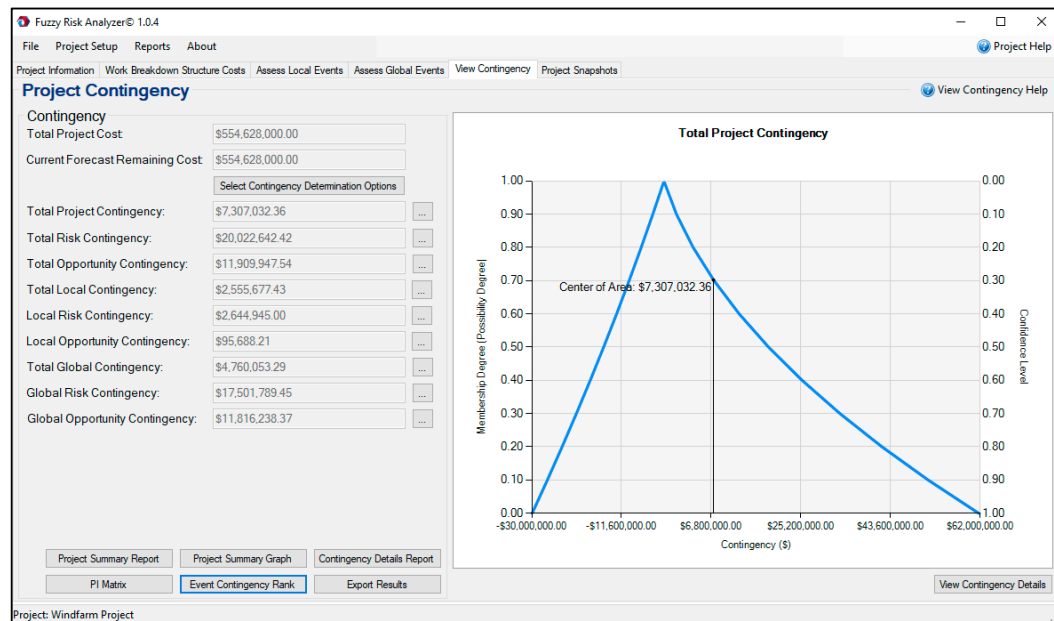 Fuzzy Risk Analyzer© 1.0.4
File Project Setup Reports About Project Help
Project Information Work Breakdown Structure Costs Assess Local Events Assess Global Events View Contingency Project Snapshots
Project Contingency View Contingency Help
Contingency
Total Project Cost: $554,628,000.00
Current Forecast Remaining Cost: $554,628,000.00
Select Contingency Determination Options
Total Project Contingency: $7,307,032.36 ...
Total Risk Contingency: $20,022,642.42 ...
Total Opportunity Contingency: $11,909,947.54 ...
Total Local Contingency: $2,555,677.43 ...
Local Risk Contingency: $2,644,945.00 ...
Local Opportunity Contingency: $95,688.21 ...
Total Global Contingency: $4,760,053.29 ...
Global Risk Contingency: $17,501,789.45 ...
Global Opportunity Contingency: $11,816,238.37 ...
Project Summary Report Project Summary Graph Contingency Details Report
PI Matrix Event Contingency Rank Export Results
Total Project Contingency
Membership Degree (Possibility Degree)
1.00 0.00
0.90 0.10
0.80 0.20
0.70 0.30
Center of Area: $7,307,032.36
0.60 0.40
0.50 0.50
0.40 0.60
0.30 0.70
0.20 0.80
0.10 0.90
0.00 1.00
Confidence Level
-$30,000,000.00 -$11,600,000.00 $6,800,000.00 $25,200,000.00 $43,600,000.00 $62,000,000.00
Contingency ($)
View Contingency Details
Project: Windfarm Project